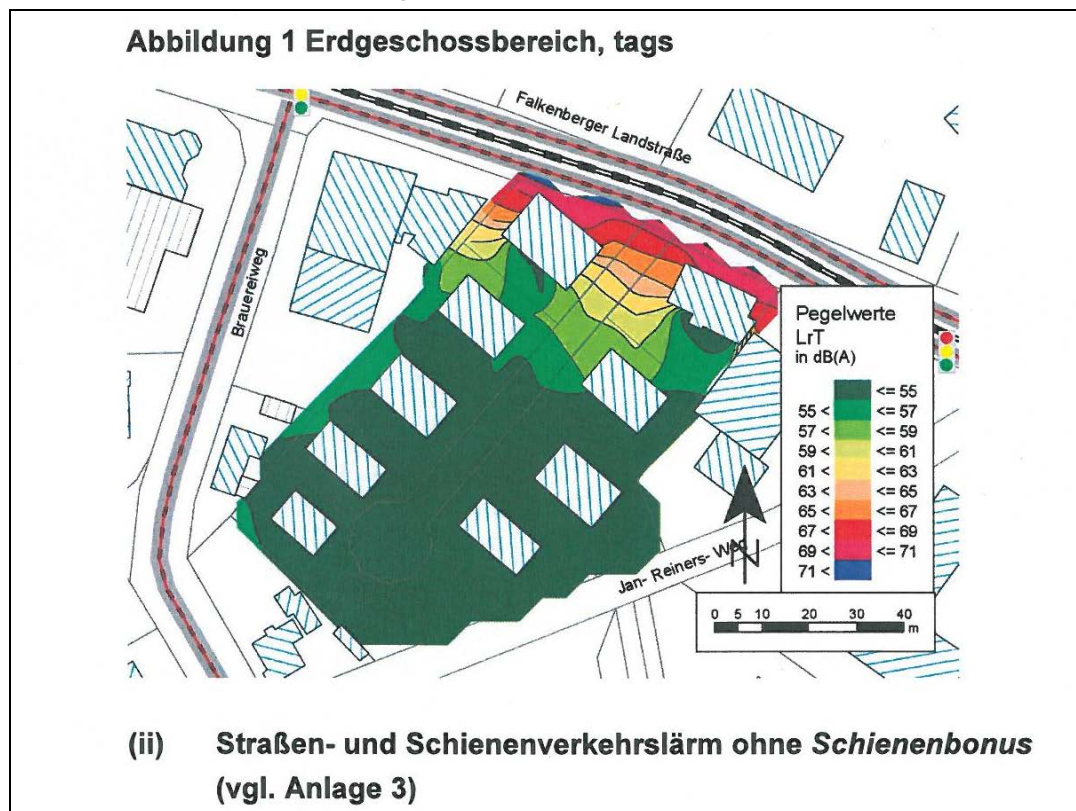 Abbildung 1 Erdgeschossbereich, tags
Falkenberger Landstraße
Brauereiweg
Jan- Reiners- Weg
N
Pegelwerte
LrT
in dB(A)
<= 55
55 < <= 57
57 < <= 59
59 < <= 61
61 < <= 63
63 < <= 65
65 < <= 67
67 < <= 69
69 < <= 71
71 <
0 5 10 20 30 40
m
(ii) Straßen- und Schienenverkehrslärm ohne Schienenbonus
(vgl. Anlage 3)